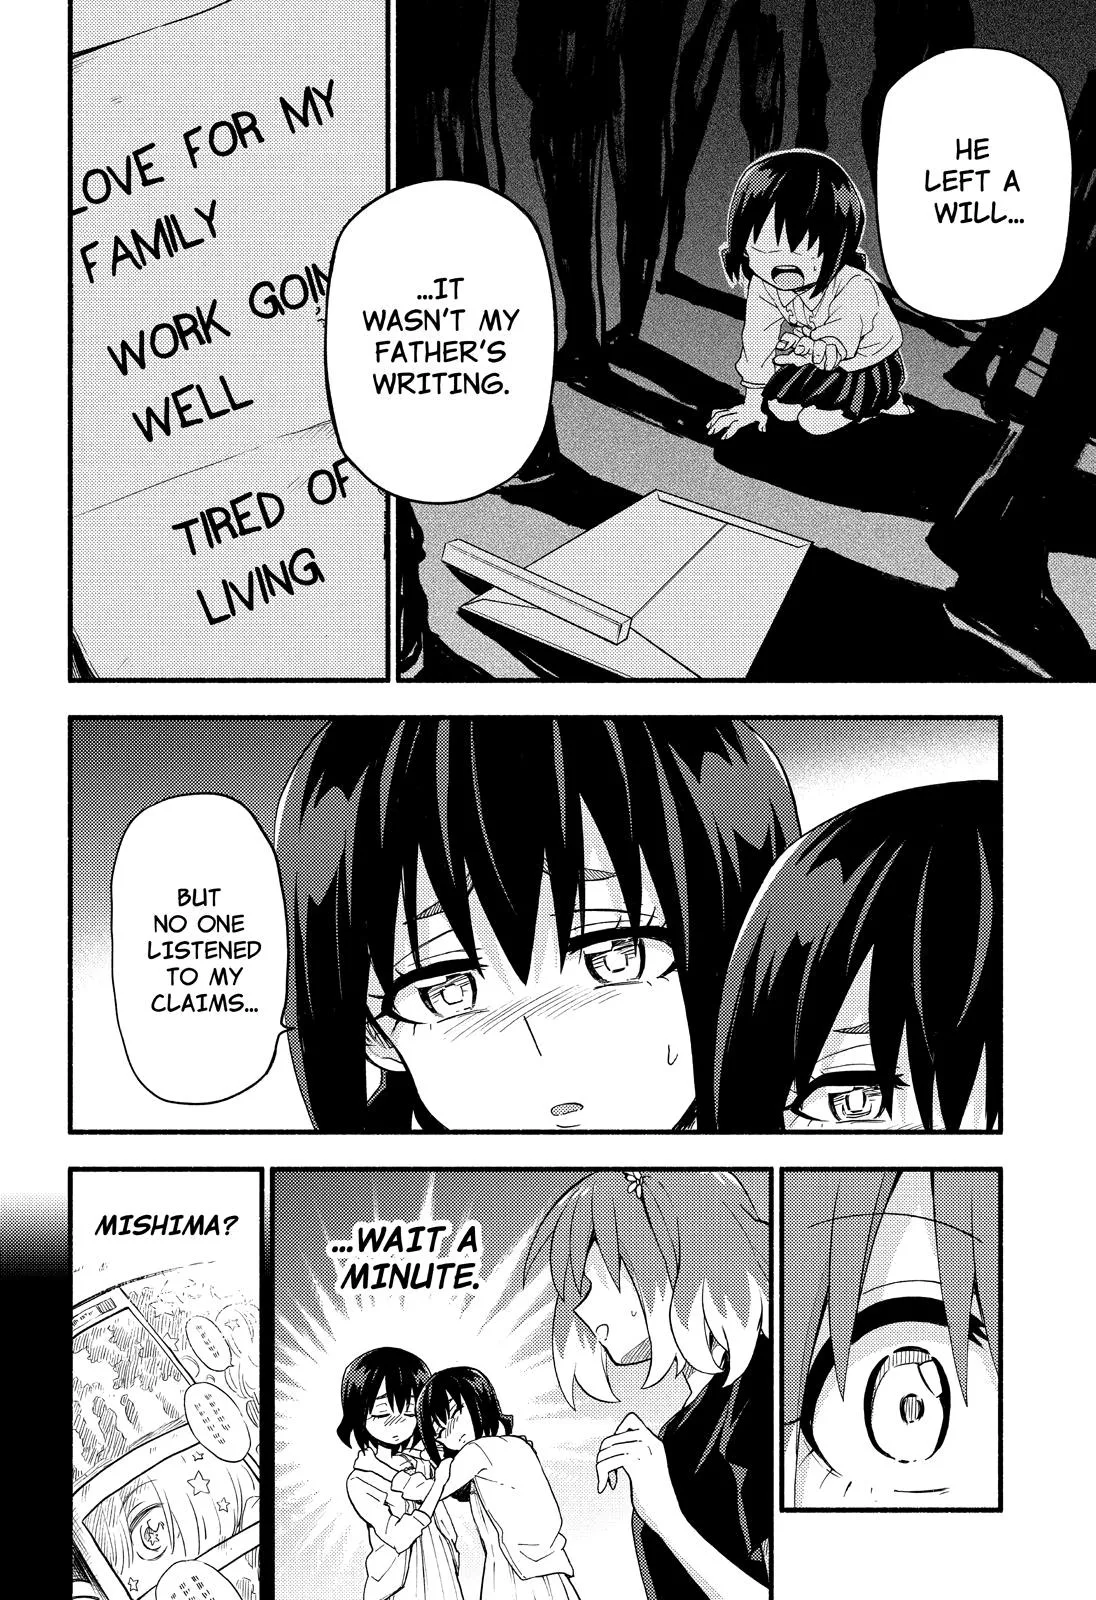 HE
LEFT A
WILL...
...IT
WASN'T MY
FATHER'S
WRITING.
LOVE FOR MY
FAMILY
WORK GOIN
WELL
TIRED OF
LIVING
BUT
NO ONE
LISTENED
TO MY
CLAIMS...
...WAIT A
MINUTE.
MISHIMA?